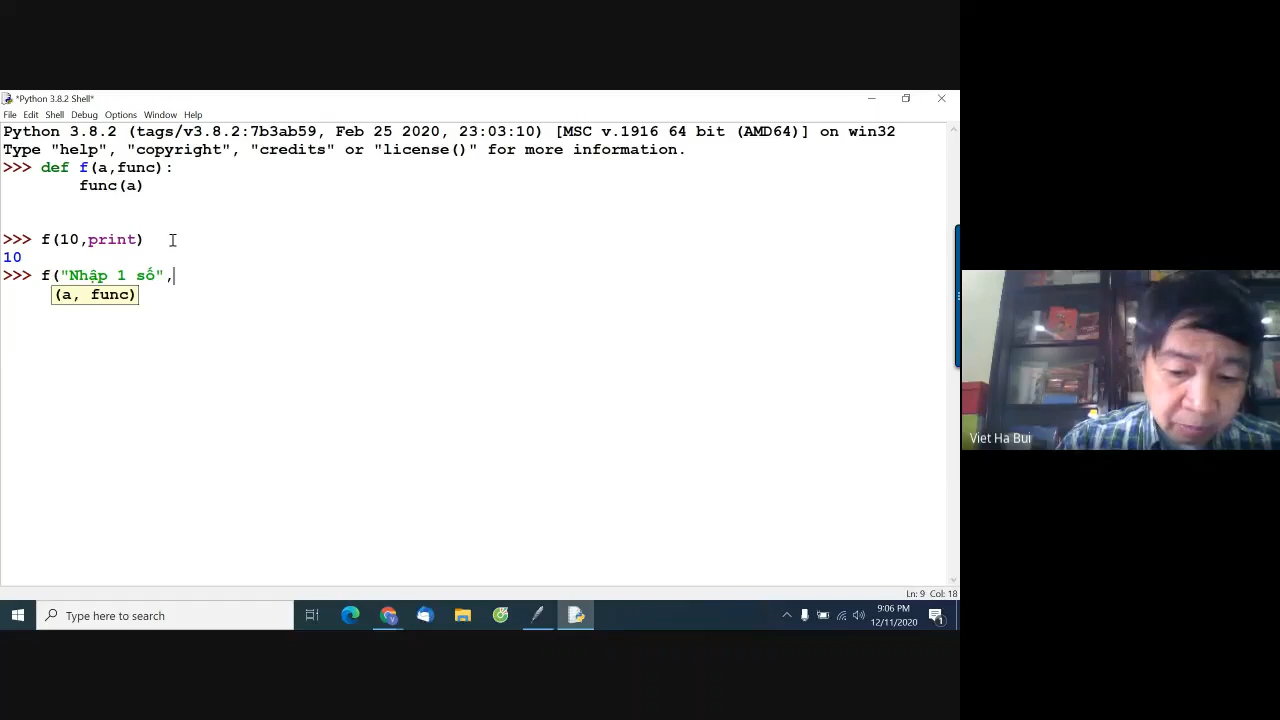 *Python 3.8.2 Shell*
File Edit Shell Debug Options Window Help
Python 3.8.2 (tags/v3.8.2:7b3ab59, Feb 25 2020, 23:03:10) [MSC v.1916 64 bit (AMD64)] on win32
Type "help", "copyright", "credits" or "license()" for more information.
>>> def f(a,func):
func(a)
>>> f(10,print)
10
>>> f("Nhập 1 số",
(a, func)
Viet Ha Bui
Ln: 9 Col: 18
Type here to search
9:06 PM
12/11/2020
1